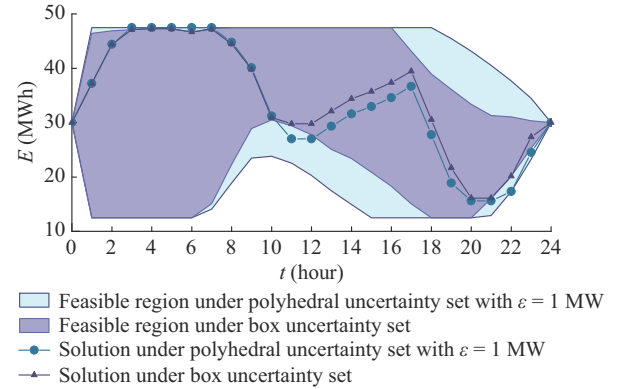 50
40
30
20
10
E (MWh)
0 2 4 6 8 10 12 14 16 18 20 22 24
t (hour)
Feasible region under polyhedral uncertainty set with ε = 1 MW
Feasible region under box uncertainty set
Solution under polyhedral uncertainty set with ε = 1 MW
Solution under box uncertainty set